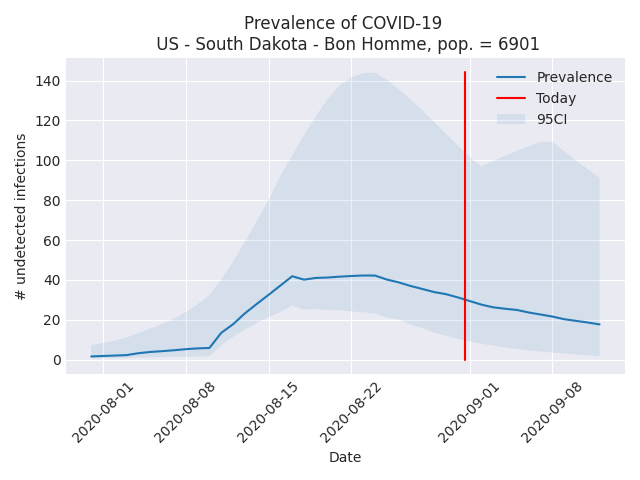 Prevalence of COVID-19
US - South Dakota - Bon Homme, pop. = 6901
Prevalence
Today
95CI
# undetected infections
140
120
100
80
60
40
20
0
2020-08-01
2020-08-08
2020-08-15
2020-08-22
2020-09-01
2020-09-08
Date